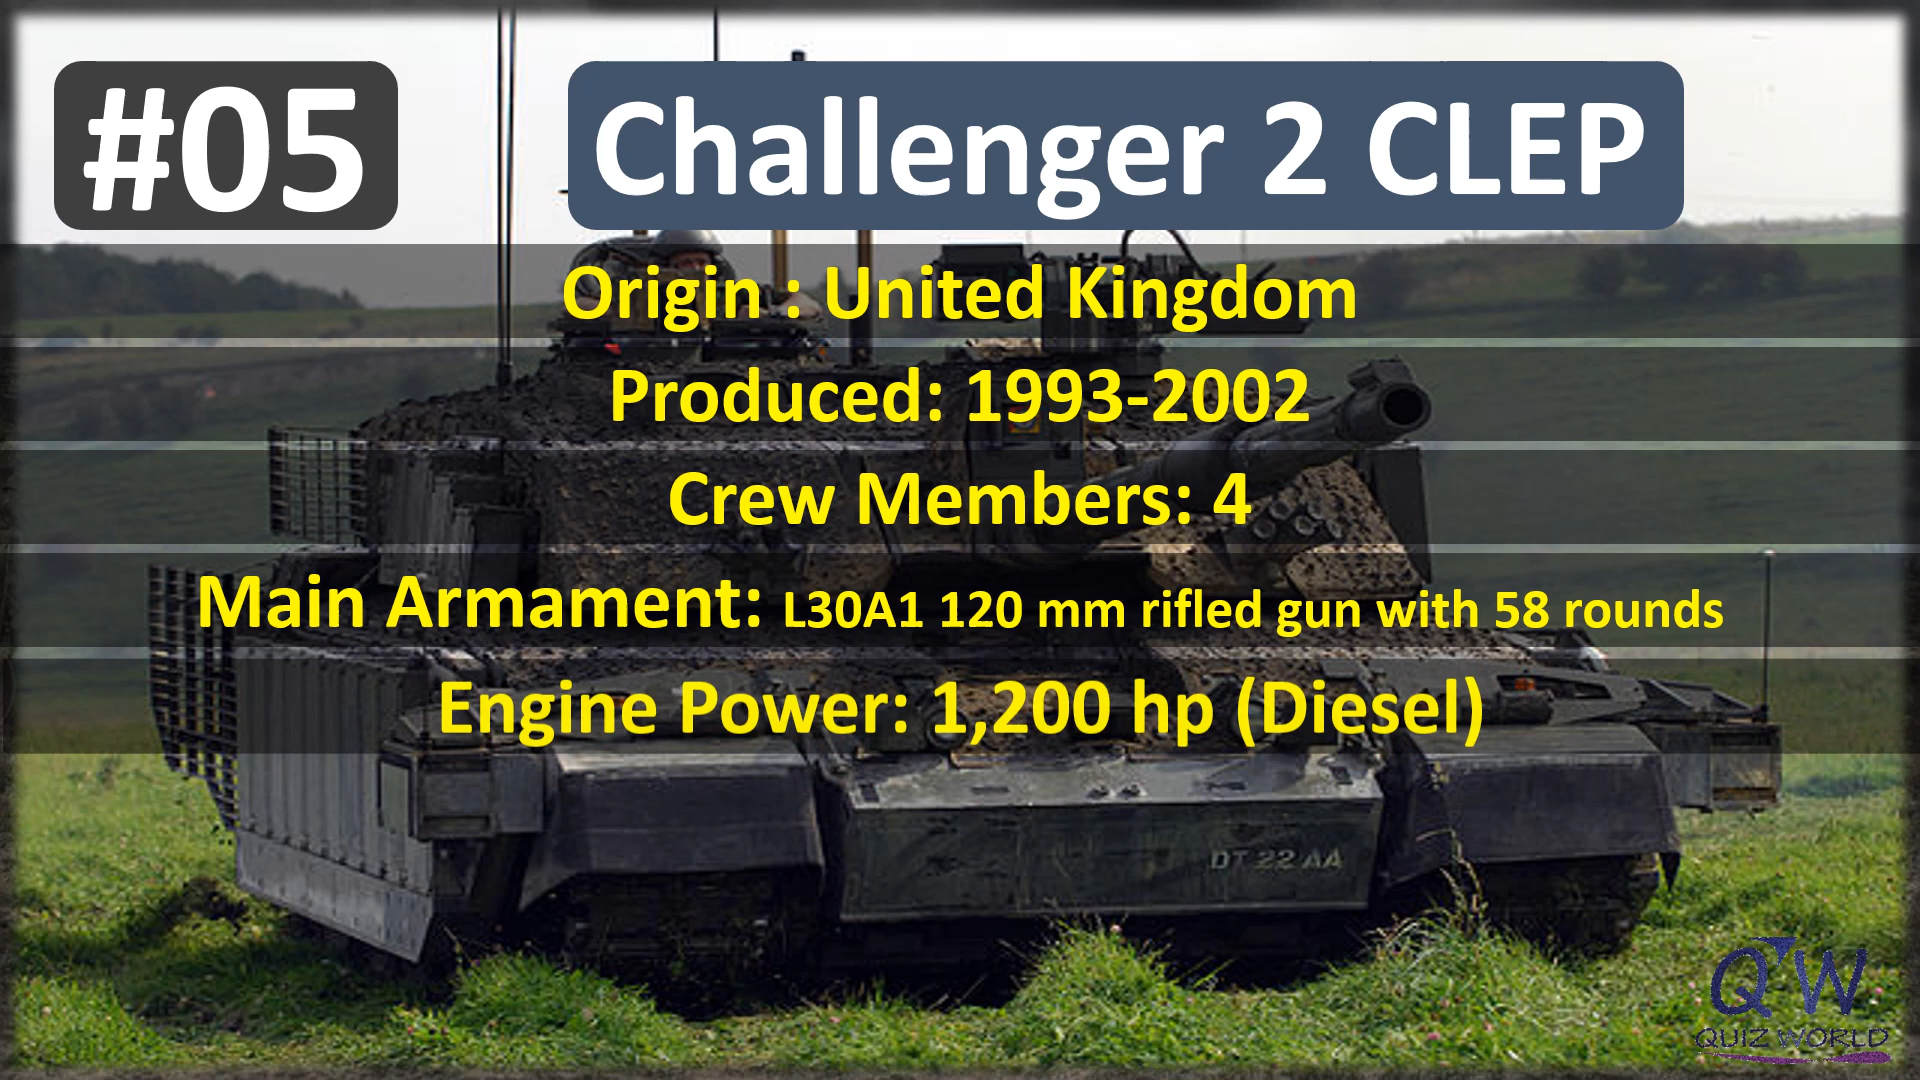 #05
Challenger 2 CLEP
Origin : United Kingdom
Produced: 1993-2002
Crew Members: 4
Main Armament: L30A1 120 mm rifled gun with 58 rounds
Engine Power: 1,200 hp (Diesel)
DT 22 AA
QW
QUIZ WORLD